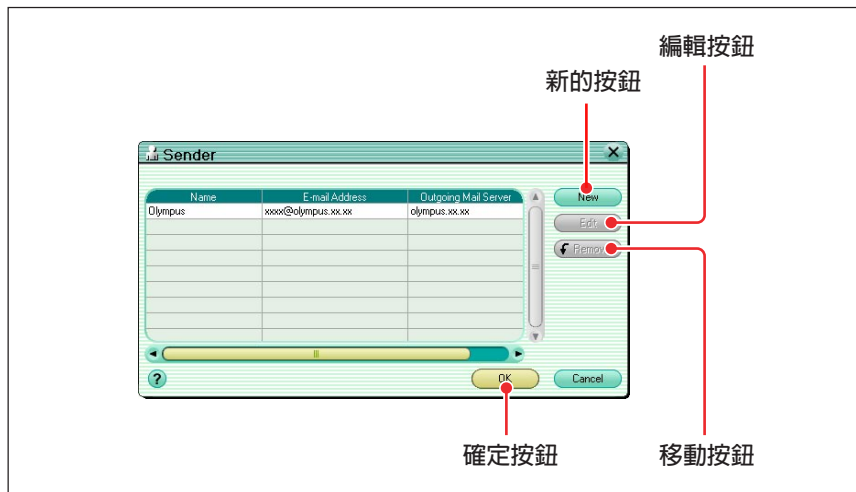 編輯按鈕
新的按鈕
Sender
Name E-mail Address Outgoing Mail Server
New
Olympus xxxx@olympus.xx.xx olympus.xx.xx
Edit
Remove
?
OK Cancel
確定按鈕 移動按鈕